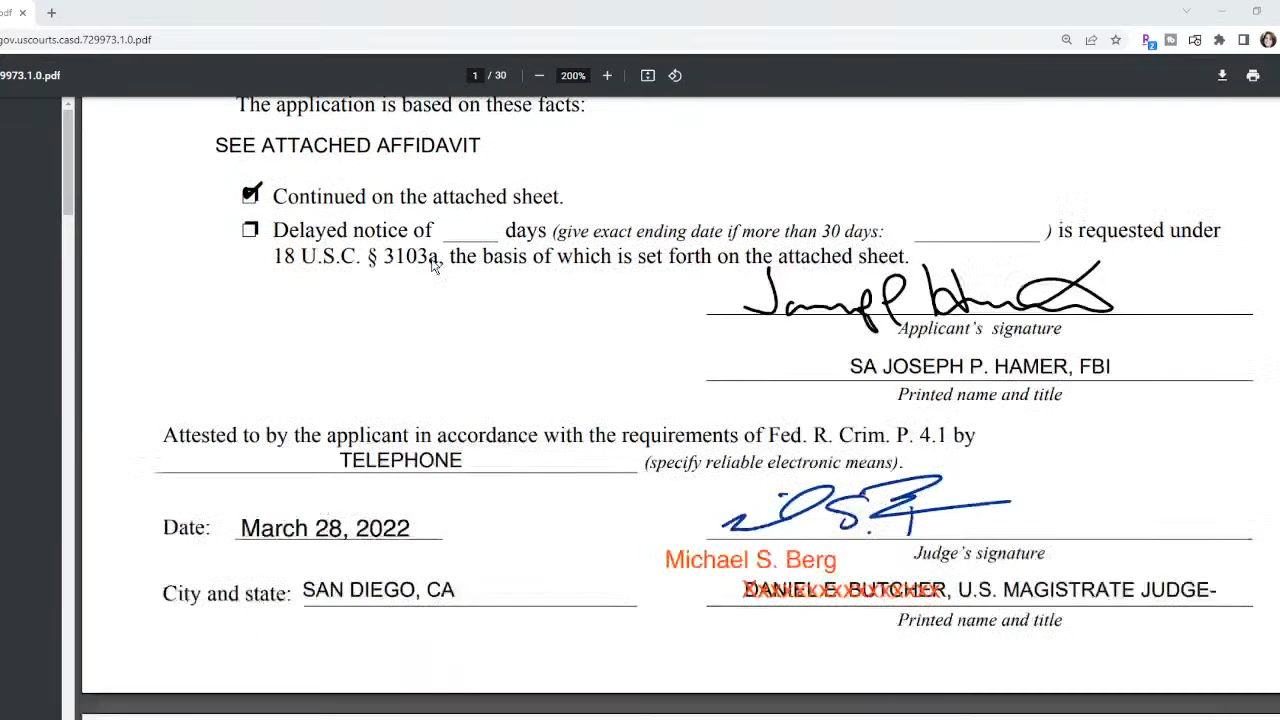 pdf
gov.uscourts.casd.729973.1.0.pdf
9973.1.0.pdf
1 / 30
200%
The application is based on these facts:
SEE ATTACHED AFFIDAVIT
Continued on the attached sheet.
Delayed notice of _____ days (give exact ending date if more than 30 days: __________ ) is requested under
18 U.S.C. § 3103a, the basis of which is set forth on the attached sheet.
Applicant's signature
SA JOSEPH P. HAMER, FBI
Printed name and title
Attested to by the applicant in accordance with the requirements of Fed. R. Crim. P. 4.1 by
TELEPHONE (specify reliable electronic means).
Date: March 28, 2022
Judge's signature
Michael S. Berg
City and state: SAN DIEGO, CA
DANIEL E. BUTCHER, U.S. MAGISTRATE JUDGE-
Printed name and title